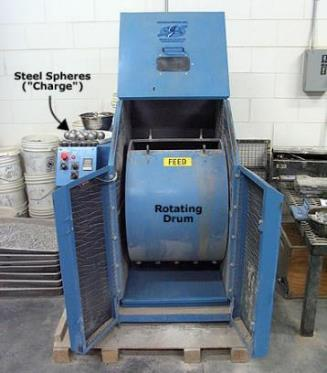 Steel Spheres
("Charge")
FEED
Rotating
Drum